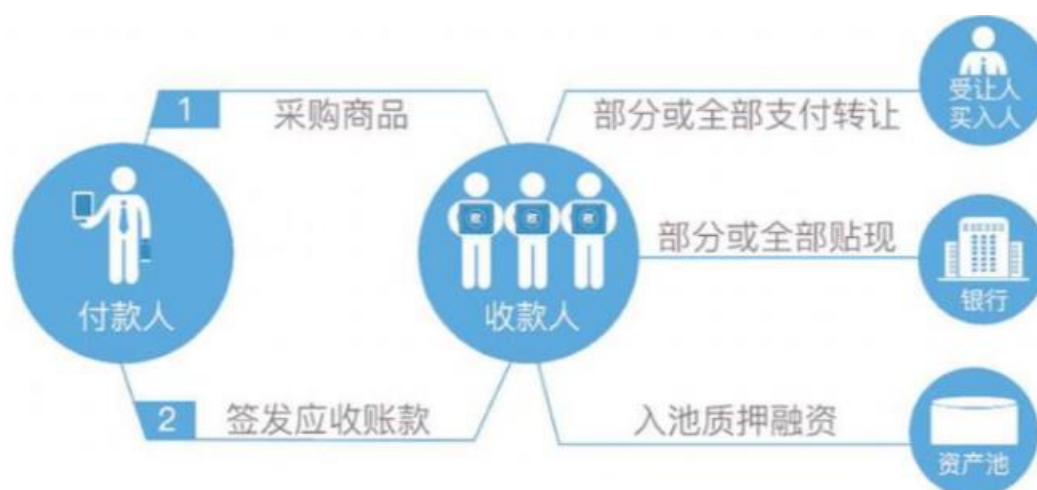 1
采购商品
付款人
2
签发应收账款
收款人
部分或全部支付转让
受让人
买入人
部分或全部贴现
银行
入池质押融资
资产池